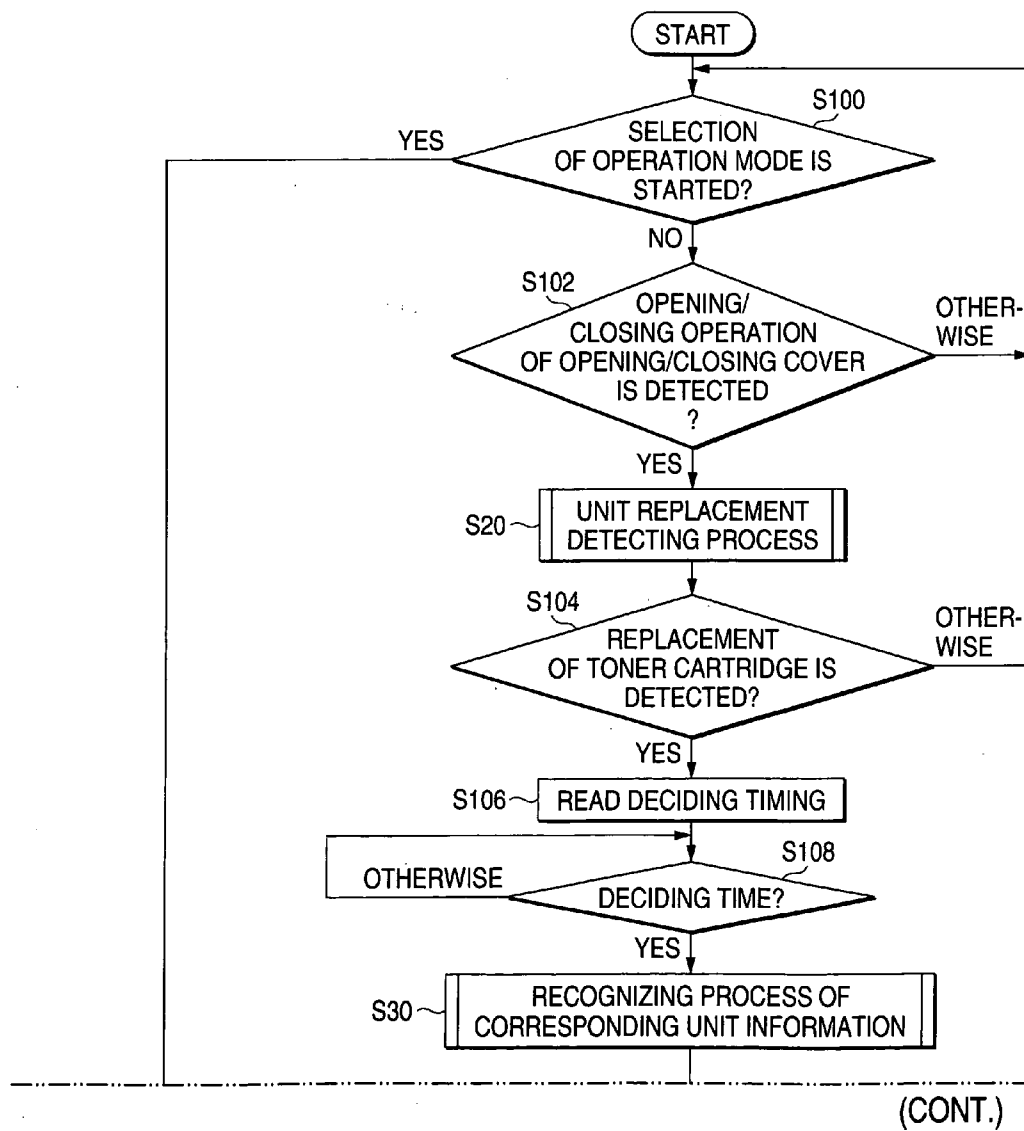 START
S100
YES
SELECTION
OF OPERATION MODE IS
STARTED?
NO
S102
OPENING/
CLOSING OPERATION
OF OPENING/CLOSING COVER
IS DETECTED
?
OTHER-
WISE
YES
S20
UNIT REPLACEMENT
DETECTING PROCESS
S104
REPLACEMENT
OF TONER CARTRIDGE IS
DETECTED?
OTHER-
WISE
YES
S106
READ DECIDING TIMING
S108
OTHERWISE
DECIDING TIME?
YES
S30
RECOGNIZING PROCESS OF
CORRESPONDING UNIT INFORMATION
(CONT.)